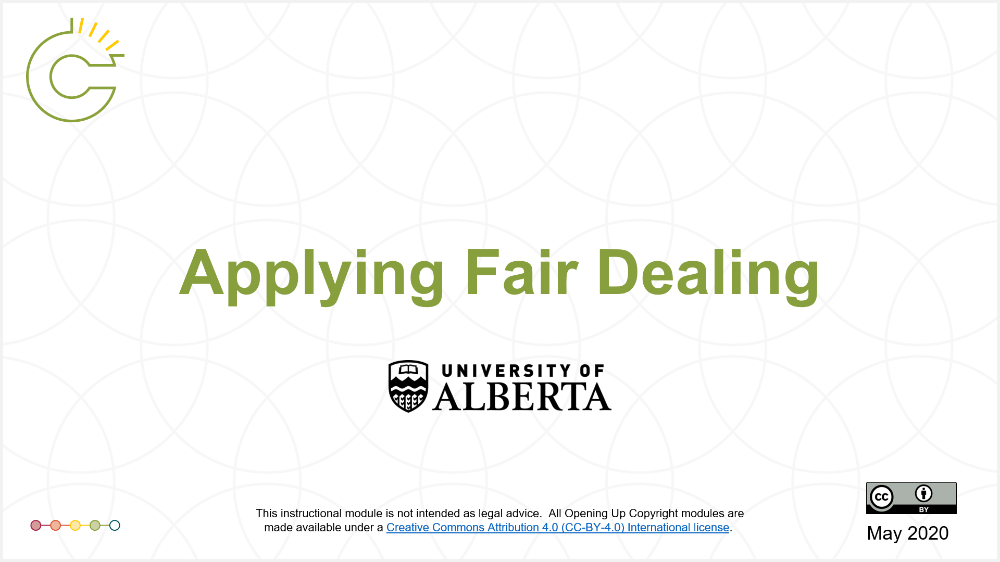 Applying Fair Dealing
UNIVERSITY OF
ALBERTA
This instructional module is not intended as legal advice.  All Opening Up Copyright modules are
made available under a Creative Commons Attribution 4.0 (CC-BY-4.0) International license.
CC
BY
May 2020